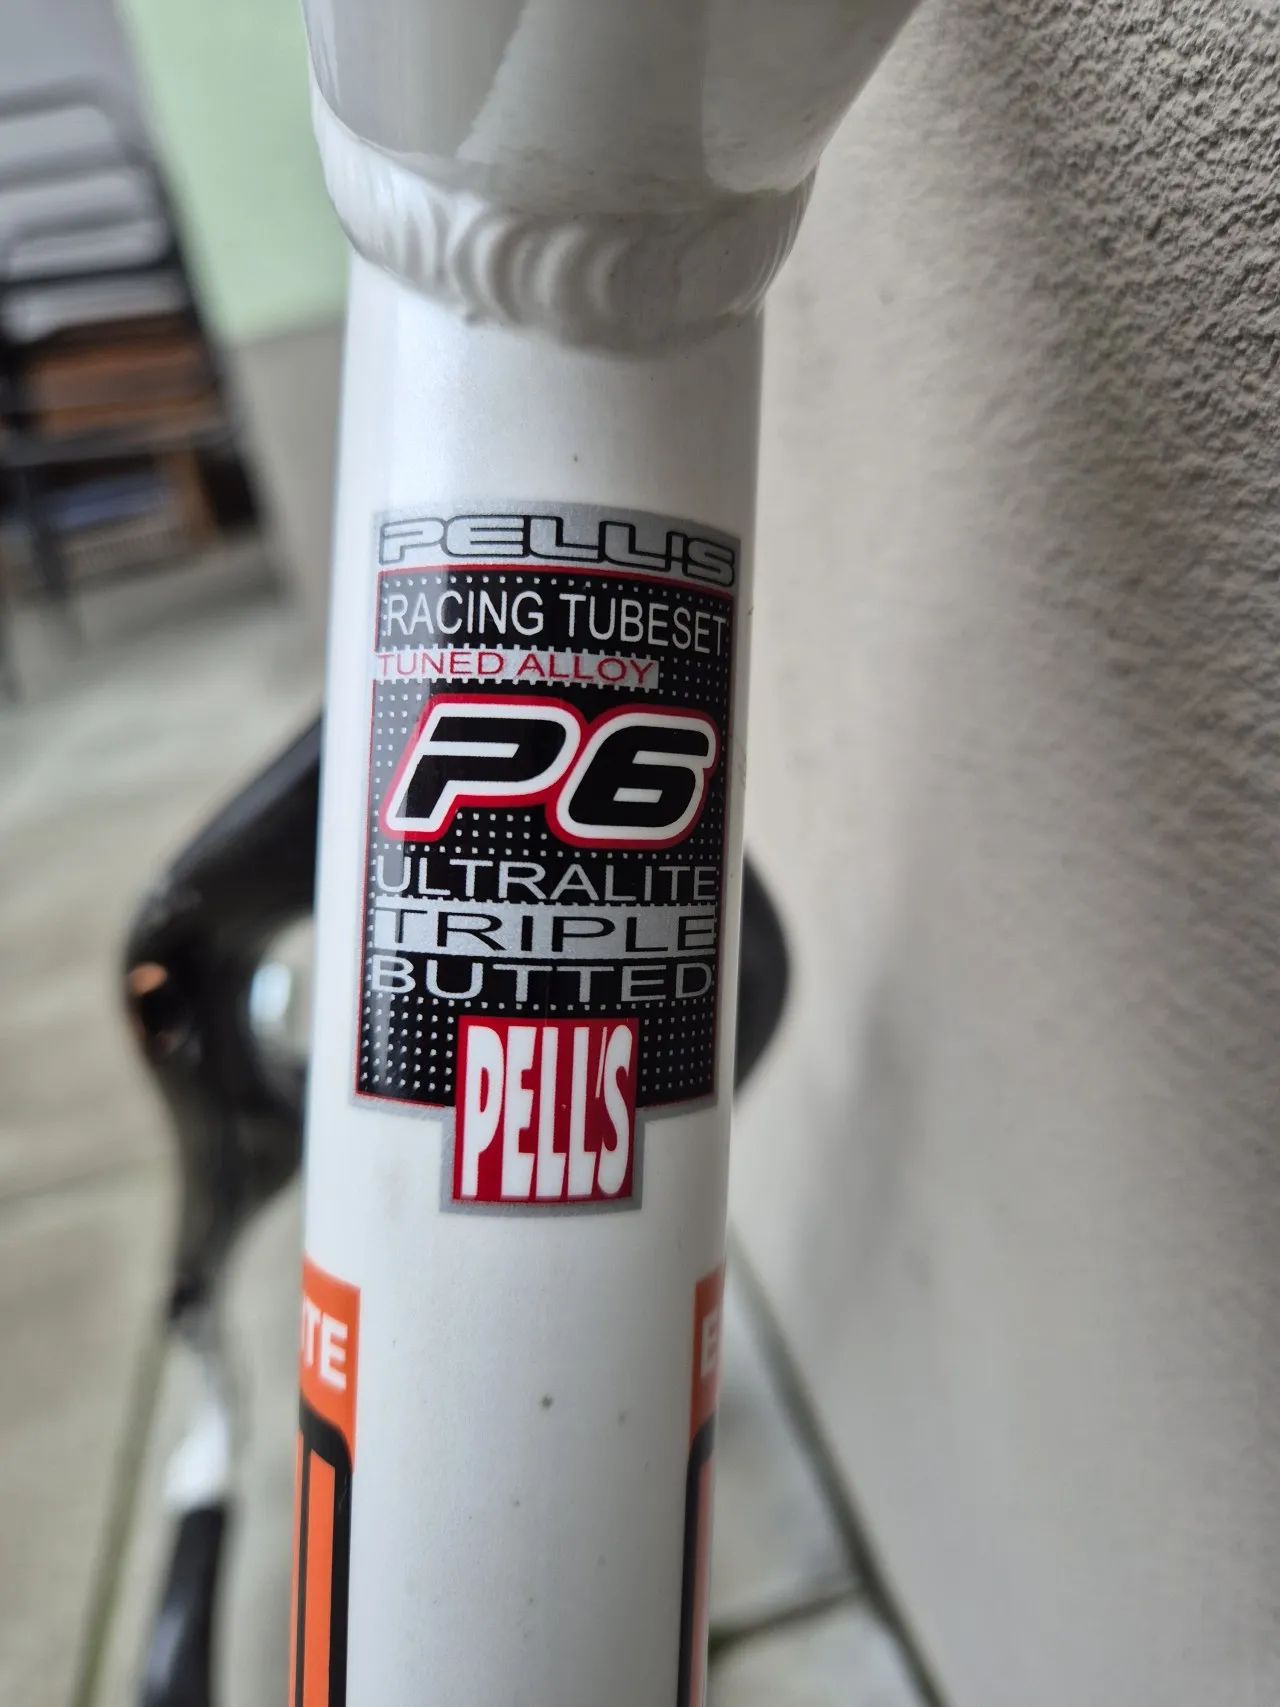 PELL'S
RACING TUBESET
TUNED ALLOY
P6
ULTRALITE
TRIPLE
BUTTED
PELL'S